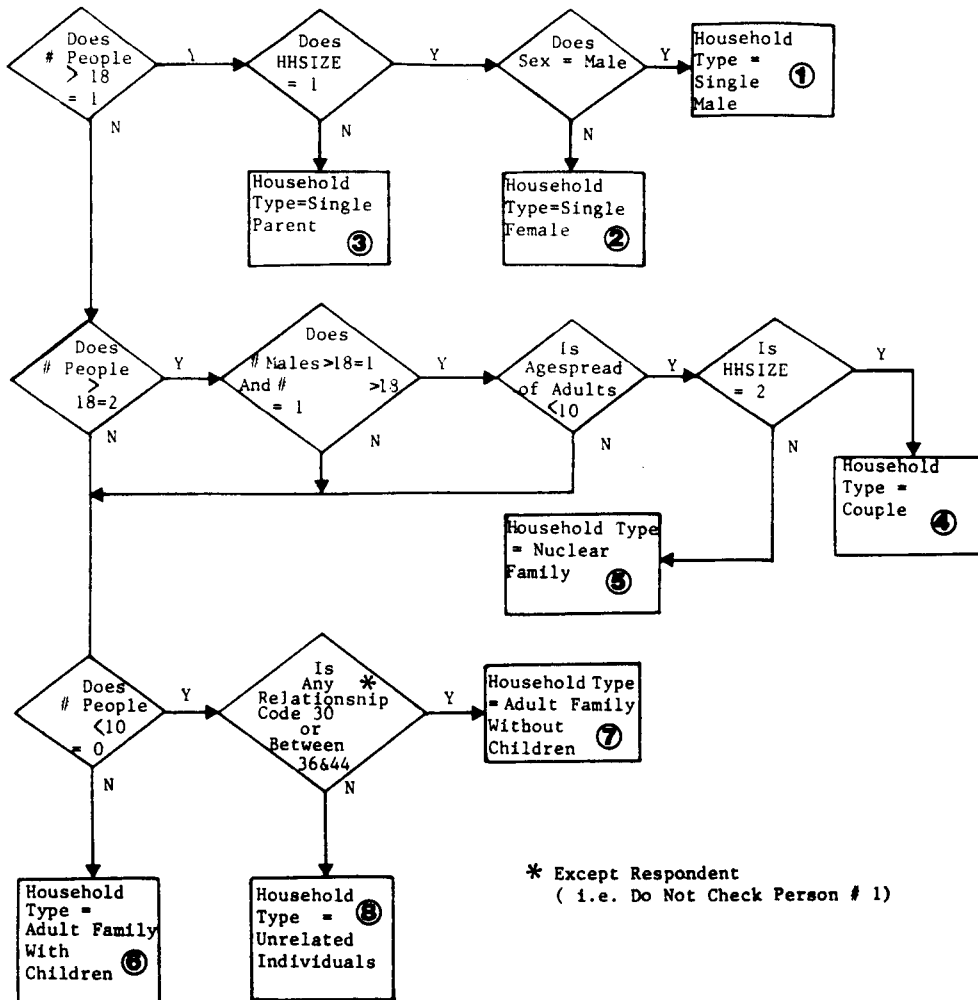 Does
# People
> 18
= 1
Y
N
Does
HHSIZE
= 1
Y
N
Does
Sex = Male
Y
N
Household
Type =
Single
Male
①
Household
Type=Single
Parent
③
Household
Type=Single
Female
②
Does
# People
>
18=2
Y
N
Does
# Males>18=1
And # >18
= 1
Y
N
Is
Agespread
of Adults
<10
Y
N
Is
HHSIZE
= 2
Y
N
Household
Type =
Couple
④
Household Type
= Nuclear
Family
⑤
Does
# People
<10
= 0
Y
N
Is
Any *
Relationsnip
Code 30
or
Between
36&44
Y
N
Household Type
= Adult Family
Without
Children
⑦
Household
Type =
Adult Family
With
Children
⑥
Household
Type =
Unrelated
Individuals
⑧
* Except Respondent
( i.e. Do Not Check Person # 1)